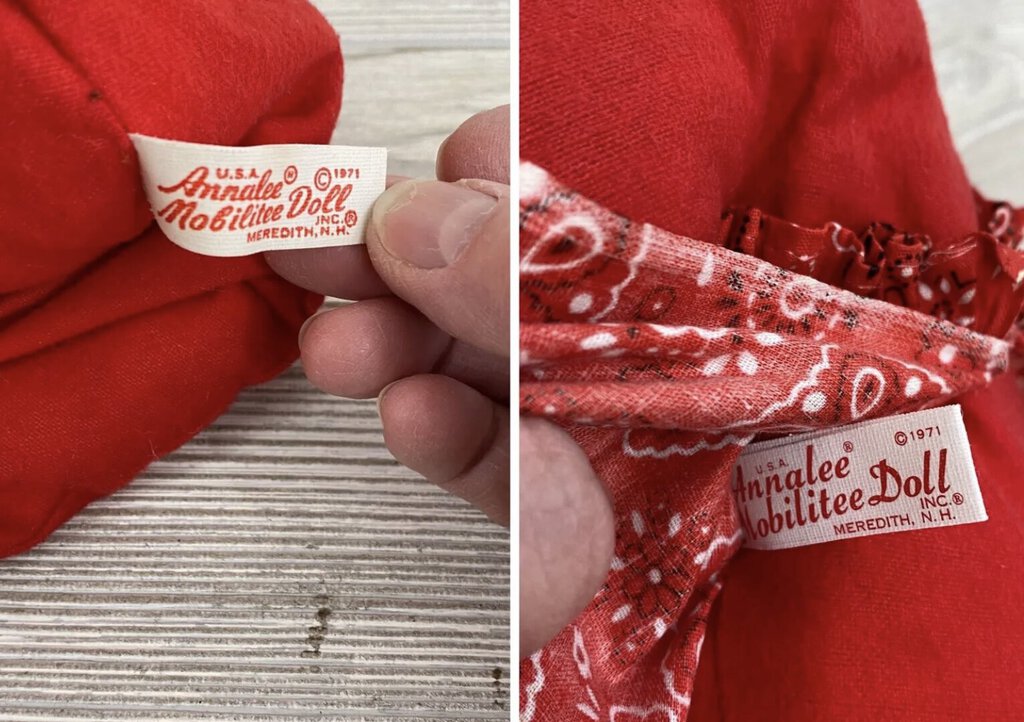 U.S.A. ©1971
Annalee®
Mobilitee Doll
INC.®
MEREDITH, N.H.
U.S.A. ©1971
Annalee®
Mobilitee Doll
INC.®
MEREDITH, N.H.